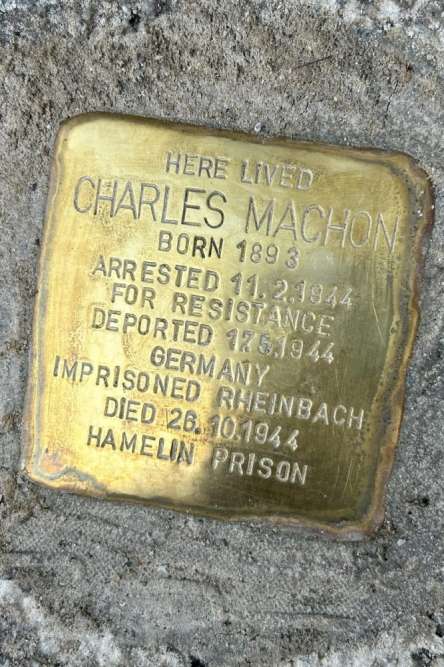 HERE LIVED
CHARLES MACHON
BORN 1893
ARRESTED 11.2.1944
FOR RESISTANCE
DEPORTED 17.5.1944
GERMANY
IMPRISONED RHEINBACH
DIED 26.10.1944
HAMELIN PRISON